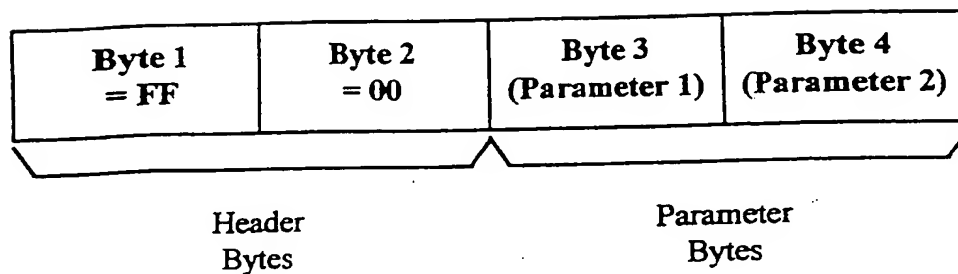 Byte 1
= FF
Byte 2
= 00
Byte 3
(Parameter 1)
Byte 4
(Parameter 2)
Header
Bytes
Parameter
Bytes